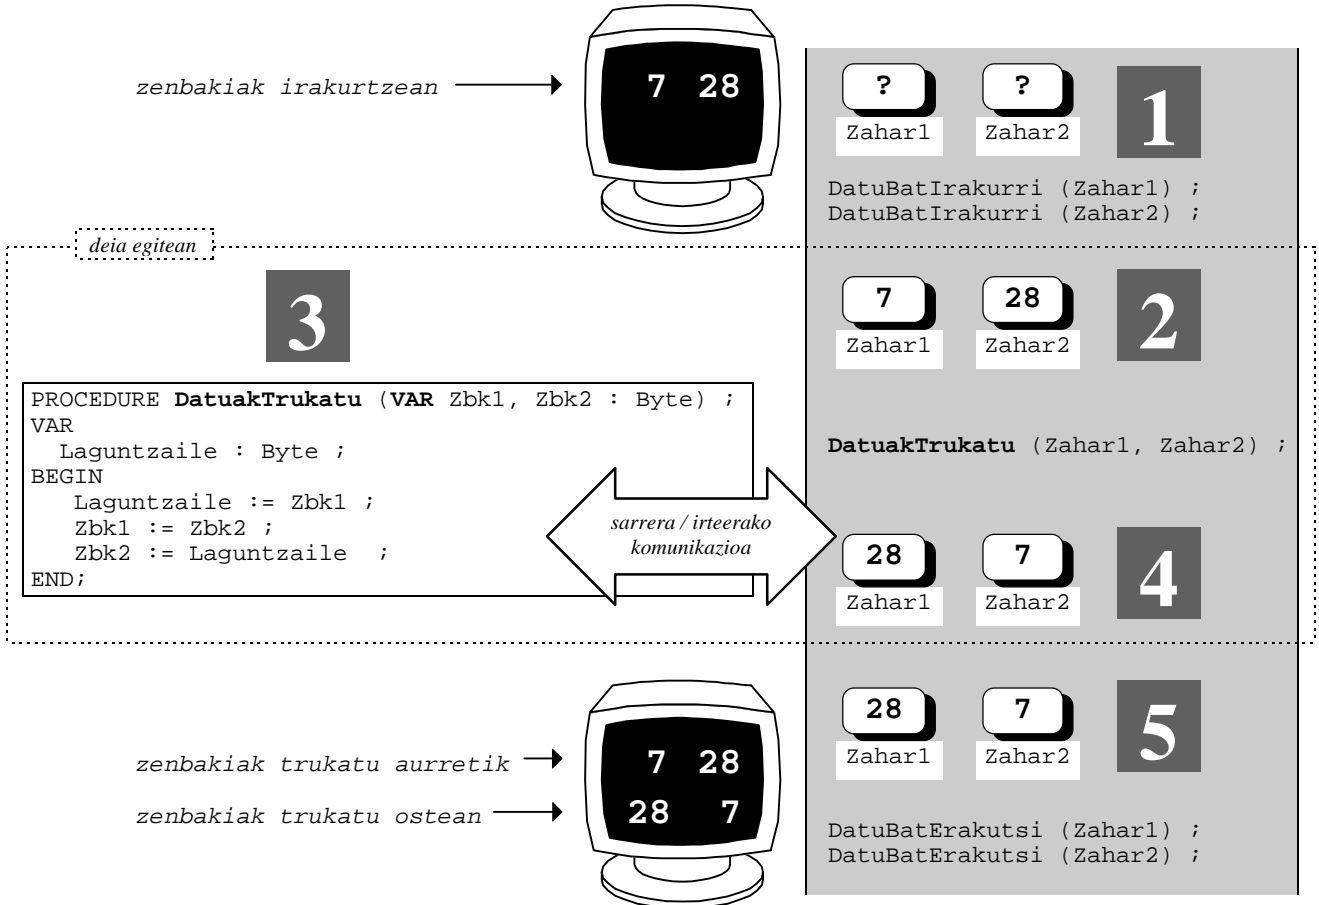 zenbakiak irakurtzean
7 28
? ?
Zahar1 Zahar2
1
DatuBatIrakurri (Zahar1) ;
DatuBatIrakurri (Zahar2) ;
deia egitean
3
7 28
Zahar1 Zahar2
2
PROCEDURE DatuakTrukatu (VAR Zbk1, Zbk2 : Byte) ;
VAR
Laguntzaile : Byte ;
BEGIN
Laguntzaile := Zbk1 ;
Zbk1 := Zbk2 ;
Zbk2 := Laguntzaile ;
END;
DatuakTrukatu (Zahar1, Zahar2) ;
sarrera / irteerako
komunikazioa
28 7
Zahar1 Zahar2
4
28 7
Zahar1 Zahar2
5
zenbakiak trukatu aurretik
7 28
zenbakiak trukatu ostean
28 7
DatuBatErakutsi (Zahar1) ;
DatuBatErakutsi (Zahar2) ;